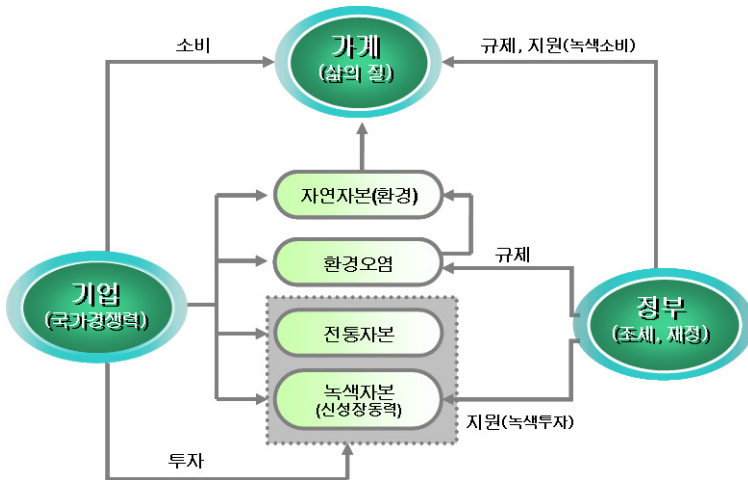 소비
가계
(삶의 질)
규제, 지원(녹색소비)
자연자본(환경)
환경오염
규제
기업
(국가경쟁력)
정부
(조세, 재정)
전통자본
녹색자본
(신성장동력)
지원(녹색투자)
투자